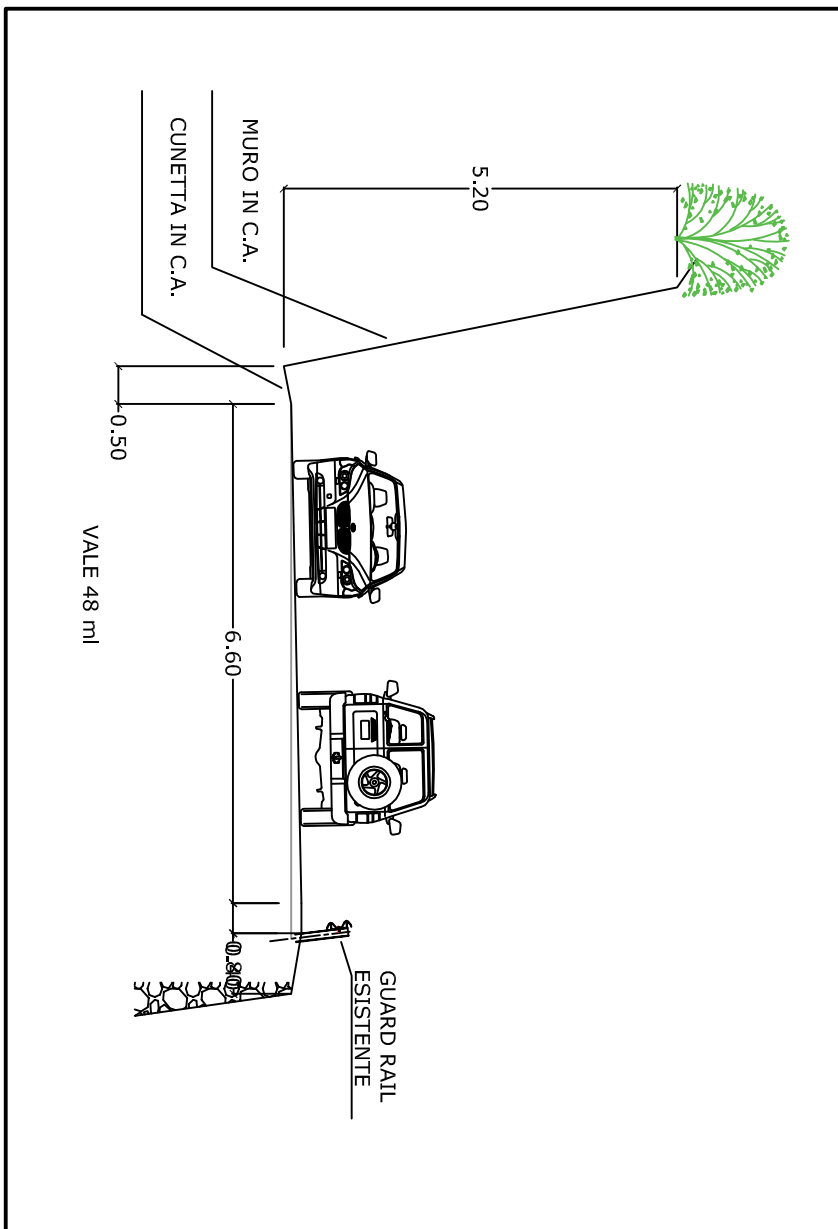 5.20
GUARD RAIL
ESISTENTE
MURO IN C.A.
6.60
0.80
CUNETTA IN C.A.
0.50
VALE 48 ml